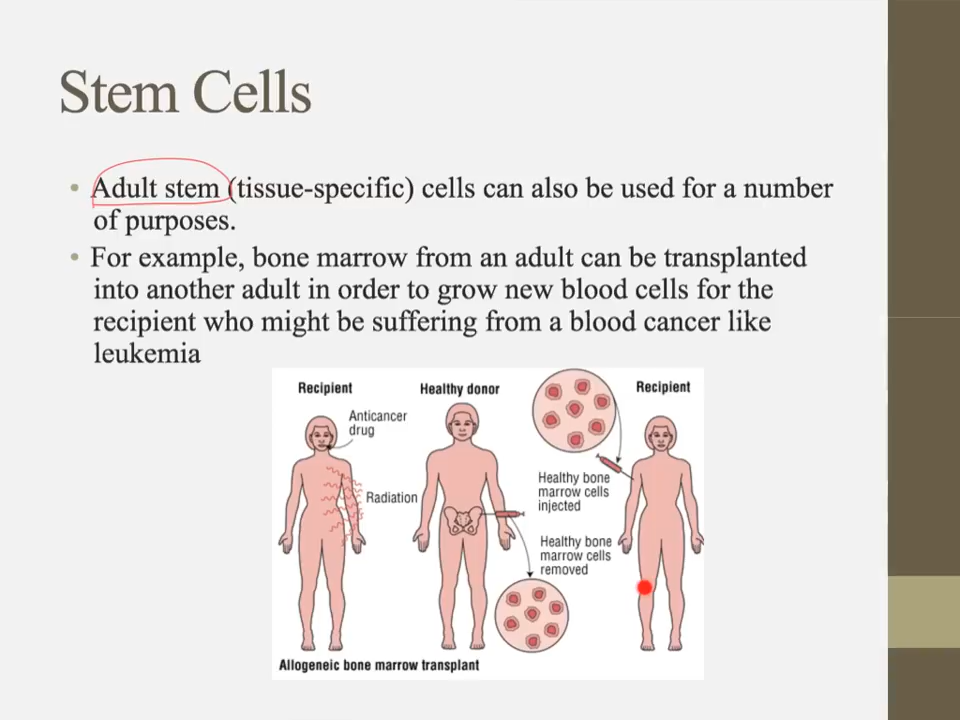 Stem Cells
• Adult stem (tissue-specific) cells can also be used for a number
of purposes.
• For example, bone marrow from an adult can be transplanted
into another adult in order to grow new blood cells for the
recipient who might be suffering from a blood cancer like
leukemia
Recipient
Healthy donor
Recipient
Anticancer
drug
Radiation
Healthy bone
marrow cells
injected
Healthy bone
marrow cells
removed
Allogeneic bone marrow transplant